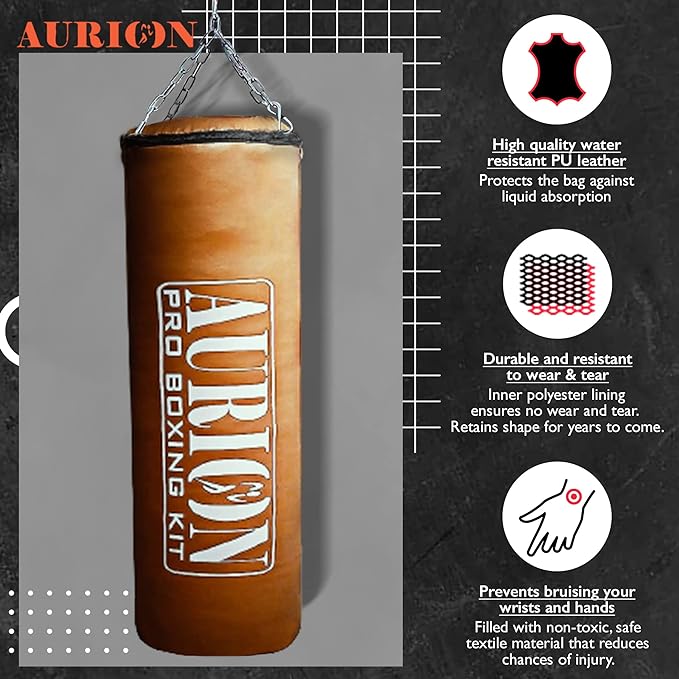 AURION
AURION
PRO BOXING KIT
High quality water
resistant PU leather
Protects the bag against
liquid absorption
Durable and resistant
to wear & tear
Inner polyester lining
ensures no wear and tear.
Retains shape for years to come.
Prevents bruising your
wrists and hands
Filled with non-toxic, safe
textile material that reduces
chances of injury.